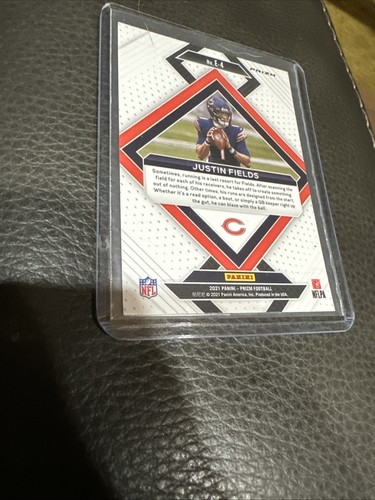 No. E-4
PRIZM
JUSTIN FIELDS
Sometimes, running is a last resort for Fields. After scanning the
field for each of his receivers, he takes off to create something
out of nothing. Other times, his runs are designed from the start.
Whether it's a read option, a boot, or simply a QB keeper right up
the gut, he can blaze with the ball.
C
PANINI
NFL
2021 PANINI – PRIZM FOOTBALL
© 2021 Panini America, Inc. Produced in the USA.
NFLPA